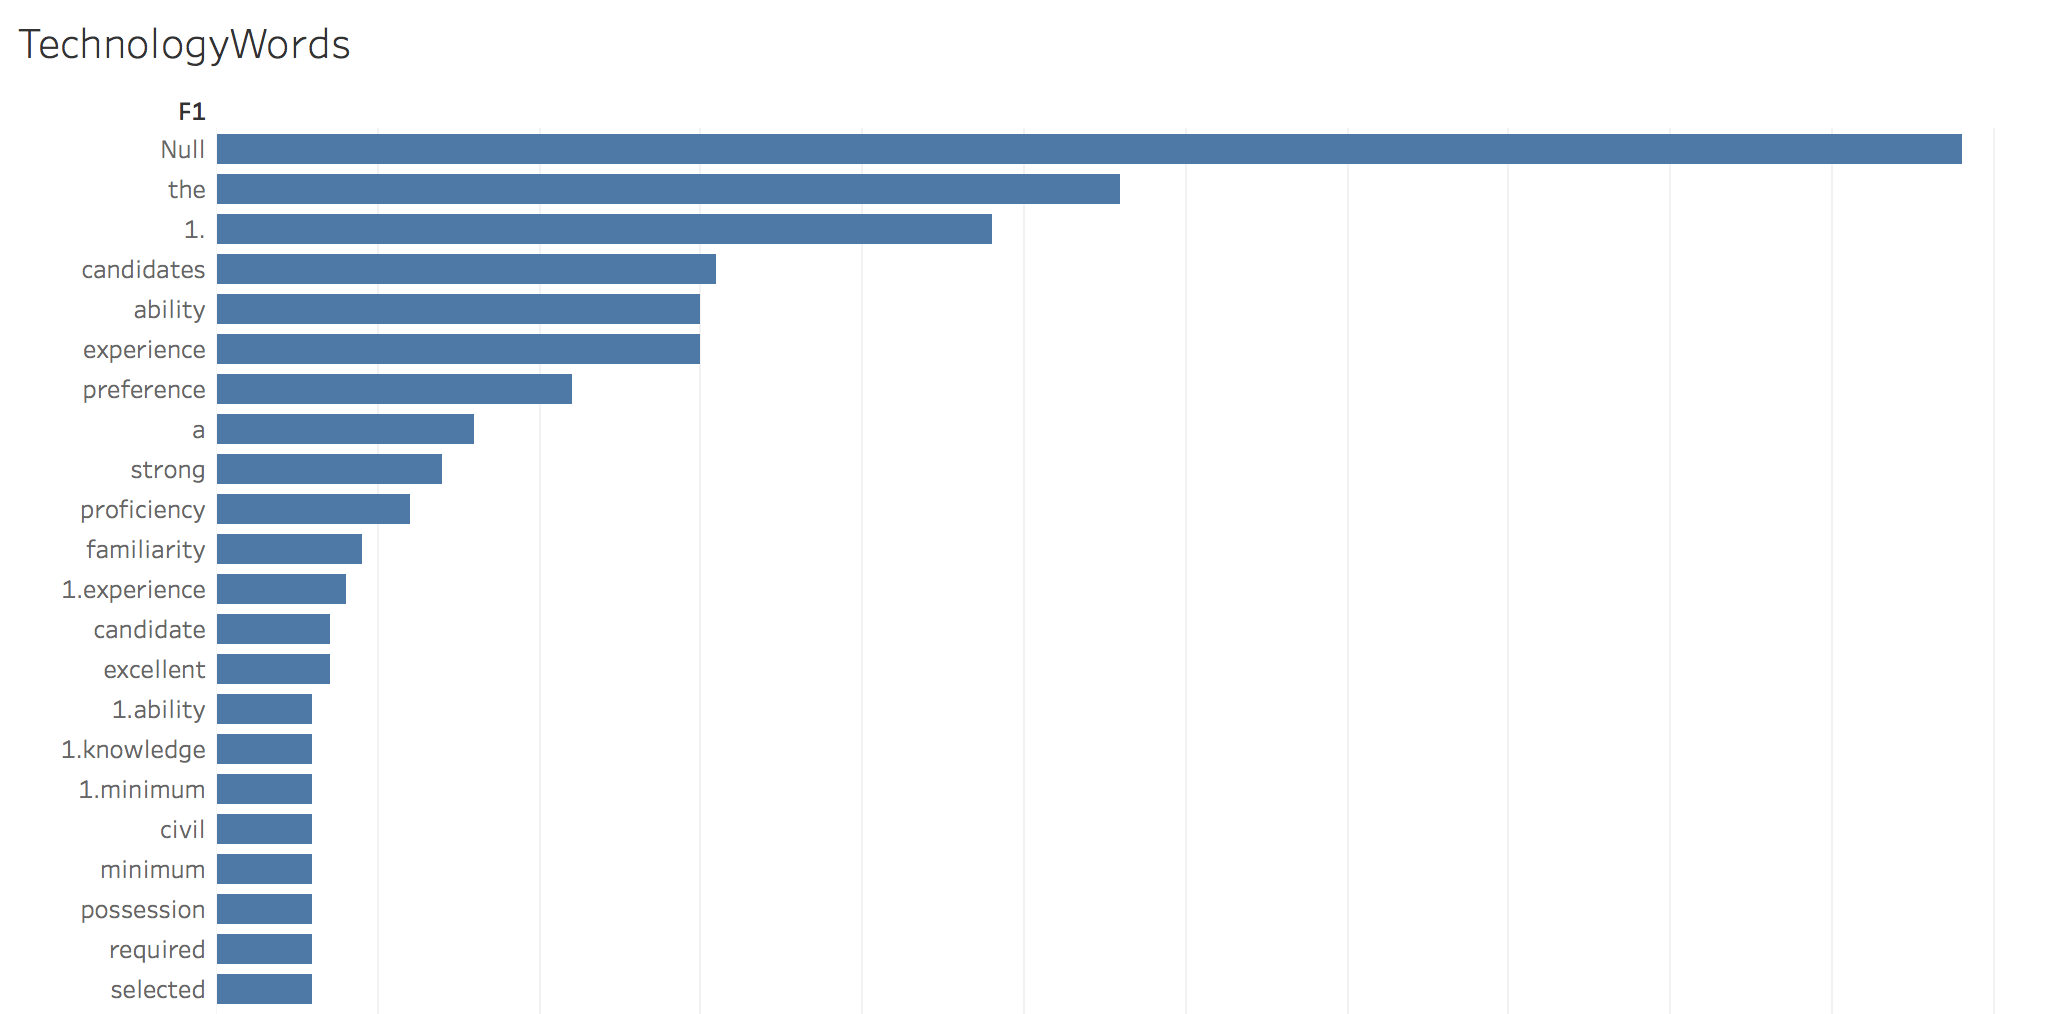 TechnologyWords
F1
Null
the
1.
candidates
ability
experience
preference
a
strong
proficiency
familiarity
1.experience
candidate
excellent
1.ability
1.knowledge
1.minimum
civil
minimum
possession
required
selected